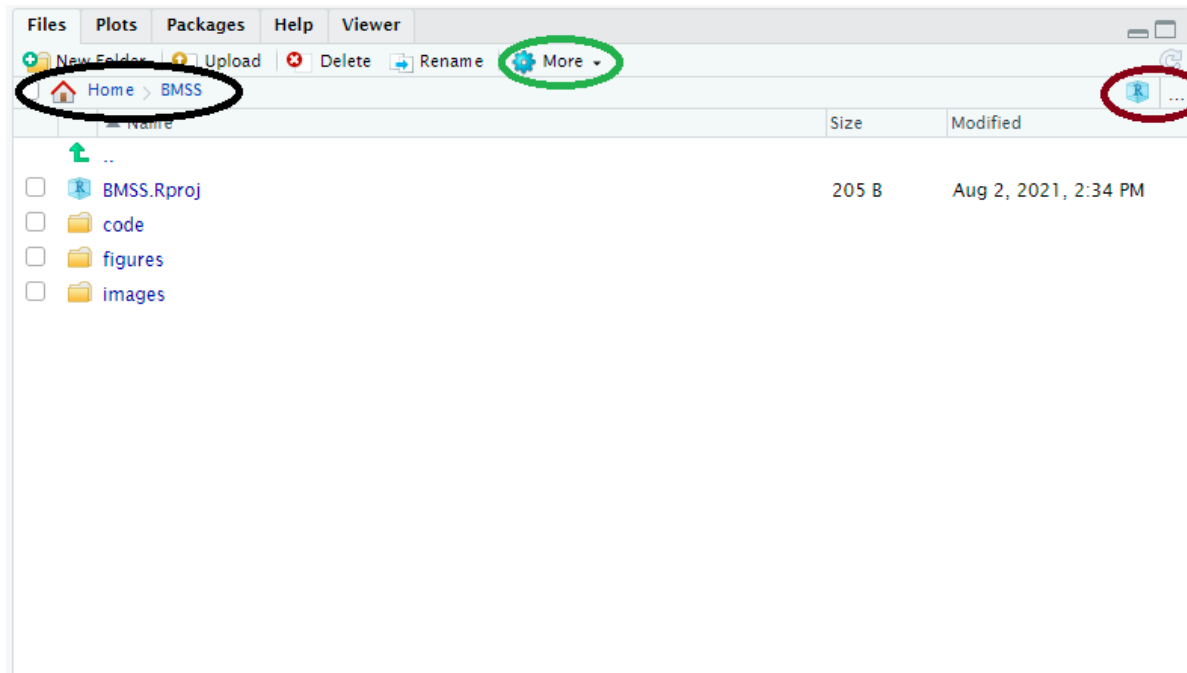 Files Plots Packages Help Viewer
New Folder Upload Delete Rename More
Home > BMSS R ...
Name Size Modified
..
R BMSS.Rproj 205 B Aug 2, 2021, 2:34 PM
code
figures
images